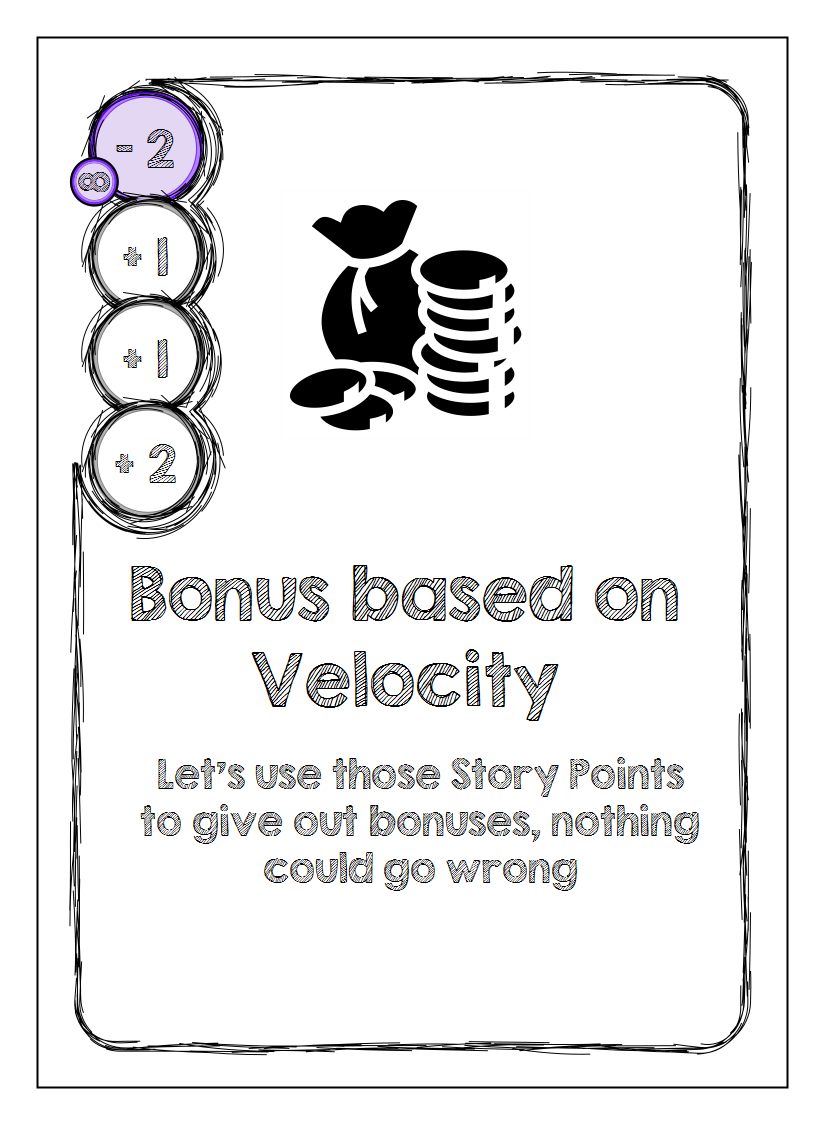 - 2
∞
+ 1
+ 1
+ 2
Bonus based on
Velocity
Let's use those Story Points
to give out bonuses, nothing
could go wrong